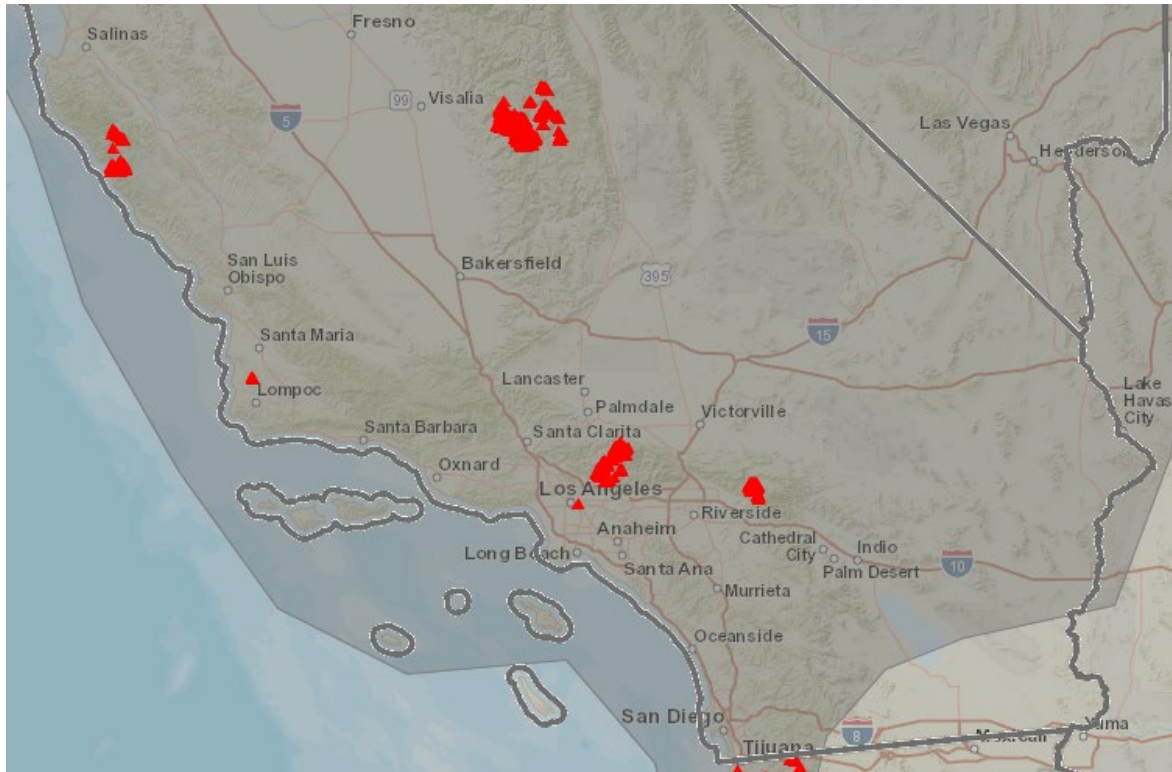 Fresno
Salinas
99
Visalia
5
Las Vegas
Henderson
San Luis
Obispo
Bakersfield
395
15
Santa Maria
Lompoc
Lancaster
Palmdale
Victorville
Lake
Havas
City
Santa Barbara
Santa Clarita
Oxnard
Los Angeles
Riverside
Anaheim
Cathedral
City
Indio
Long Beach
Santa Ana
Palm Desert
10
Murrieta
Oceanside
San Diego
8
Yuma
Tijuana
Mexicali